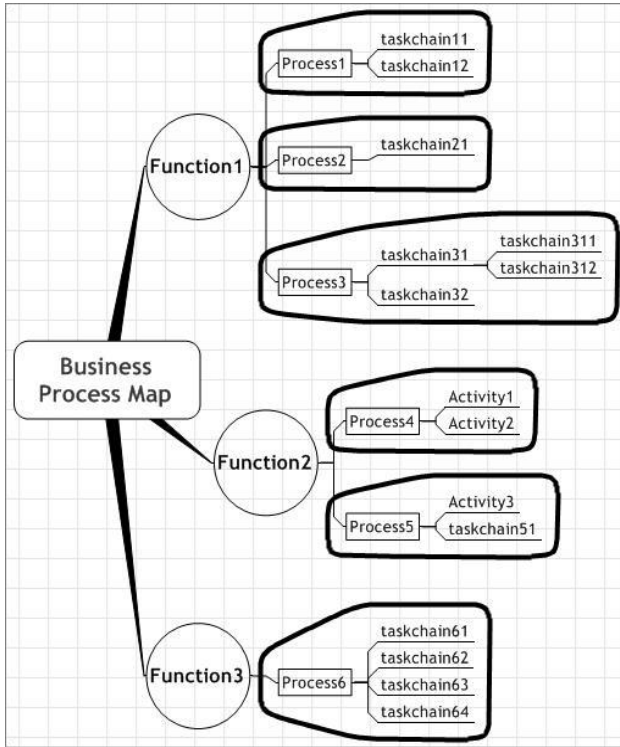 taskchain11
Process1
taskchain12
Function1
Process2
taskchain21
taskchain311
taskchain31
taskchain312
Process3
taskchain32
Business
Process Map
Activity1
Process4
Activity2
Function2
Activity3
Process5
taskchain51
taskchain61
taskchain62
Function3
Process6
taskchain63
taskchain64